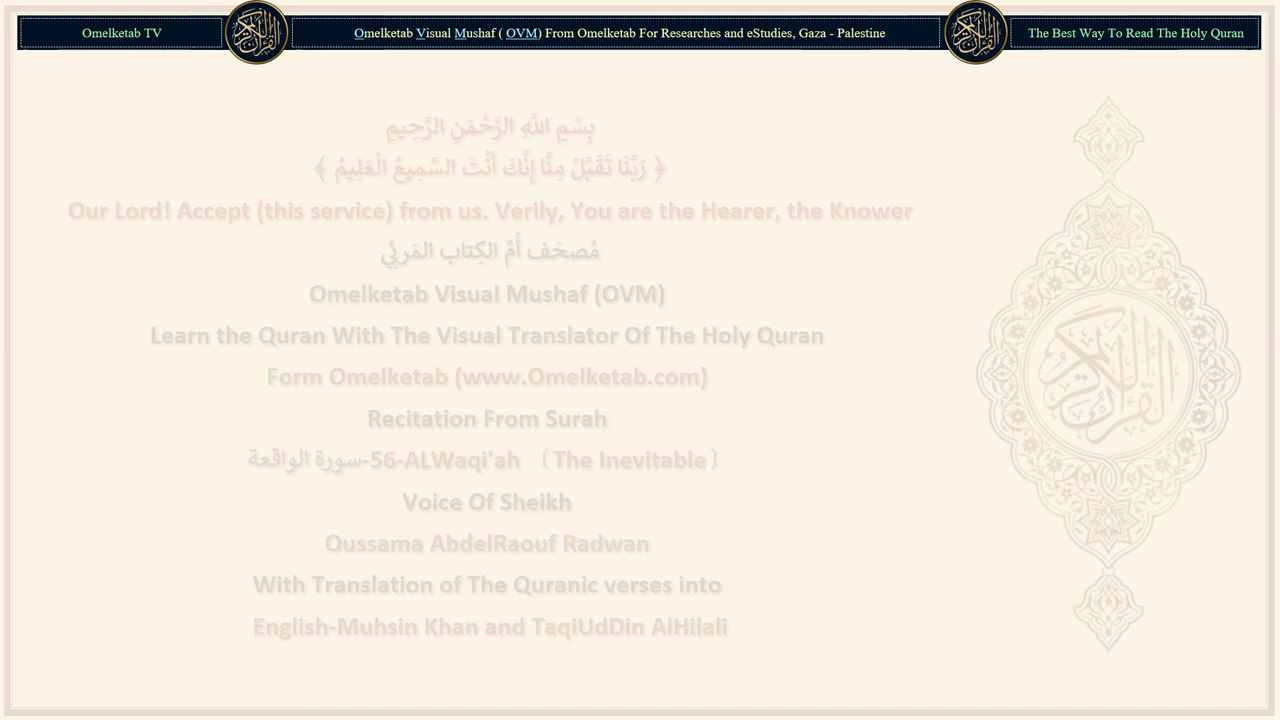 Omelketab TV
Omelketab Visual Mushaf ( OVM) From Omelketab For Researches and eStudies, Gaza - Palestine
The Best Way To Read The Holy Quran
بِسْمِ اللَّهِ الرَّحْمَنِ الرَّحِيمِ
﴿ رَبَّنَا تَقَبَّلْ مِنَّا إِنَّكَ أَنْتَ السَّمِيعُ الْعَلِيمُ ﴾
Our Lord! Accept (this service) from us. Verily, You are the Hearer, the Knower
مُصحَف أُمِّ الكِتاب المَرئِي
Omelketab Visual Mushaf (OVM)
Learn the Quran With The Visual Translator Of The Holy Quran
Form Omelketab (www.Omelketab.com)
Recitation From Surah
سورة الواقعة-56-ALWaqi'ah 〔The Inevitable〕
Voice Of Sheikh
Oussama AbdelRaouf Radwan
With Translation of The Quranic verses into
English-Muhsin Khan and TaqiUdDin AlHilali
القرآن الكريم